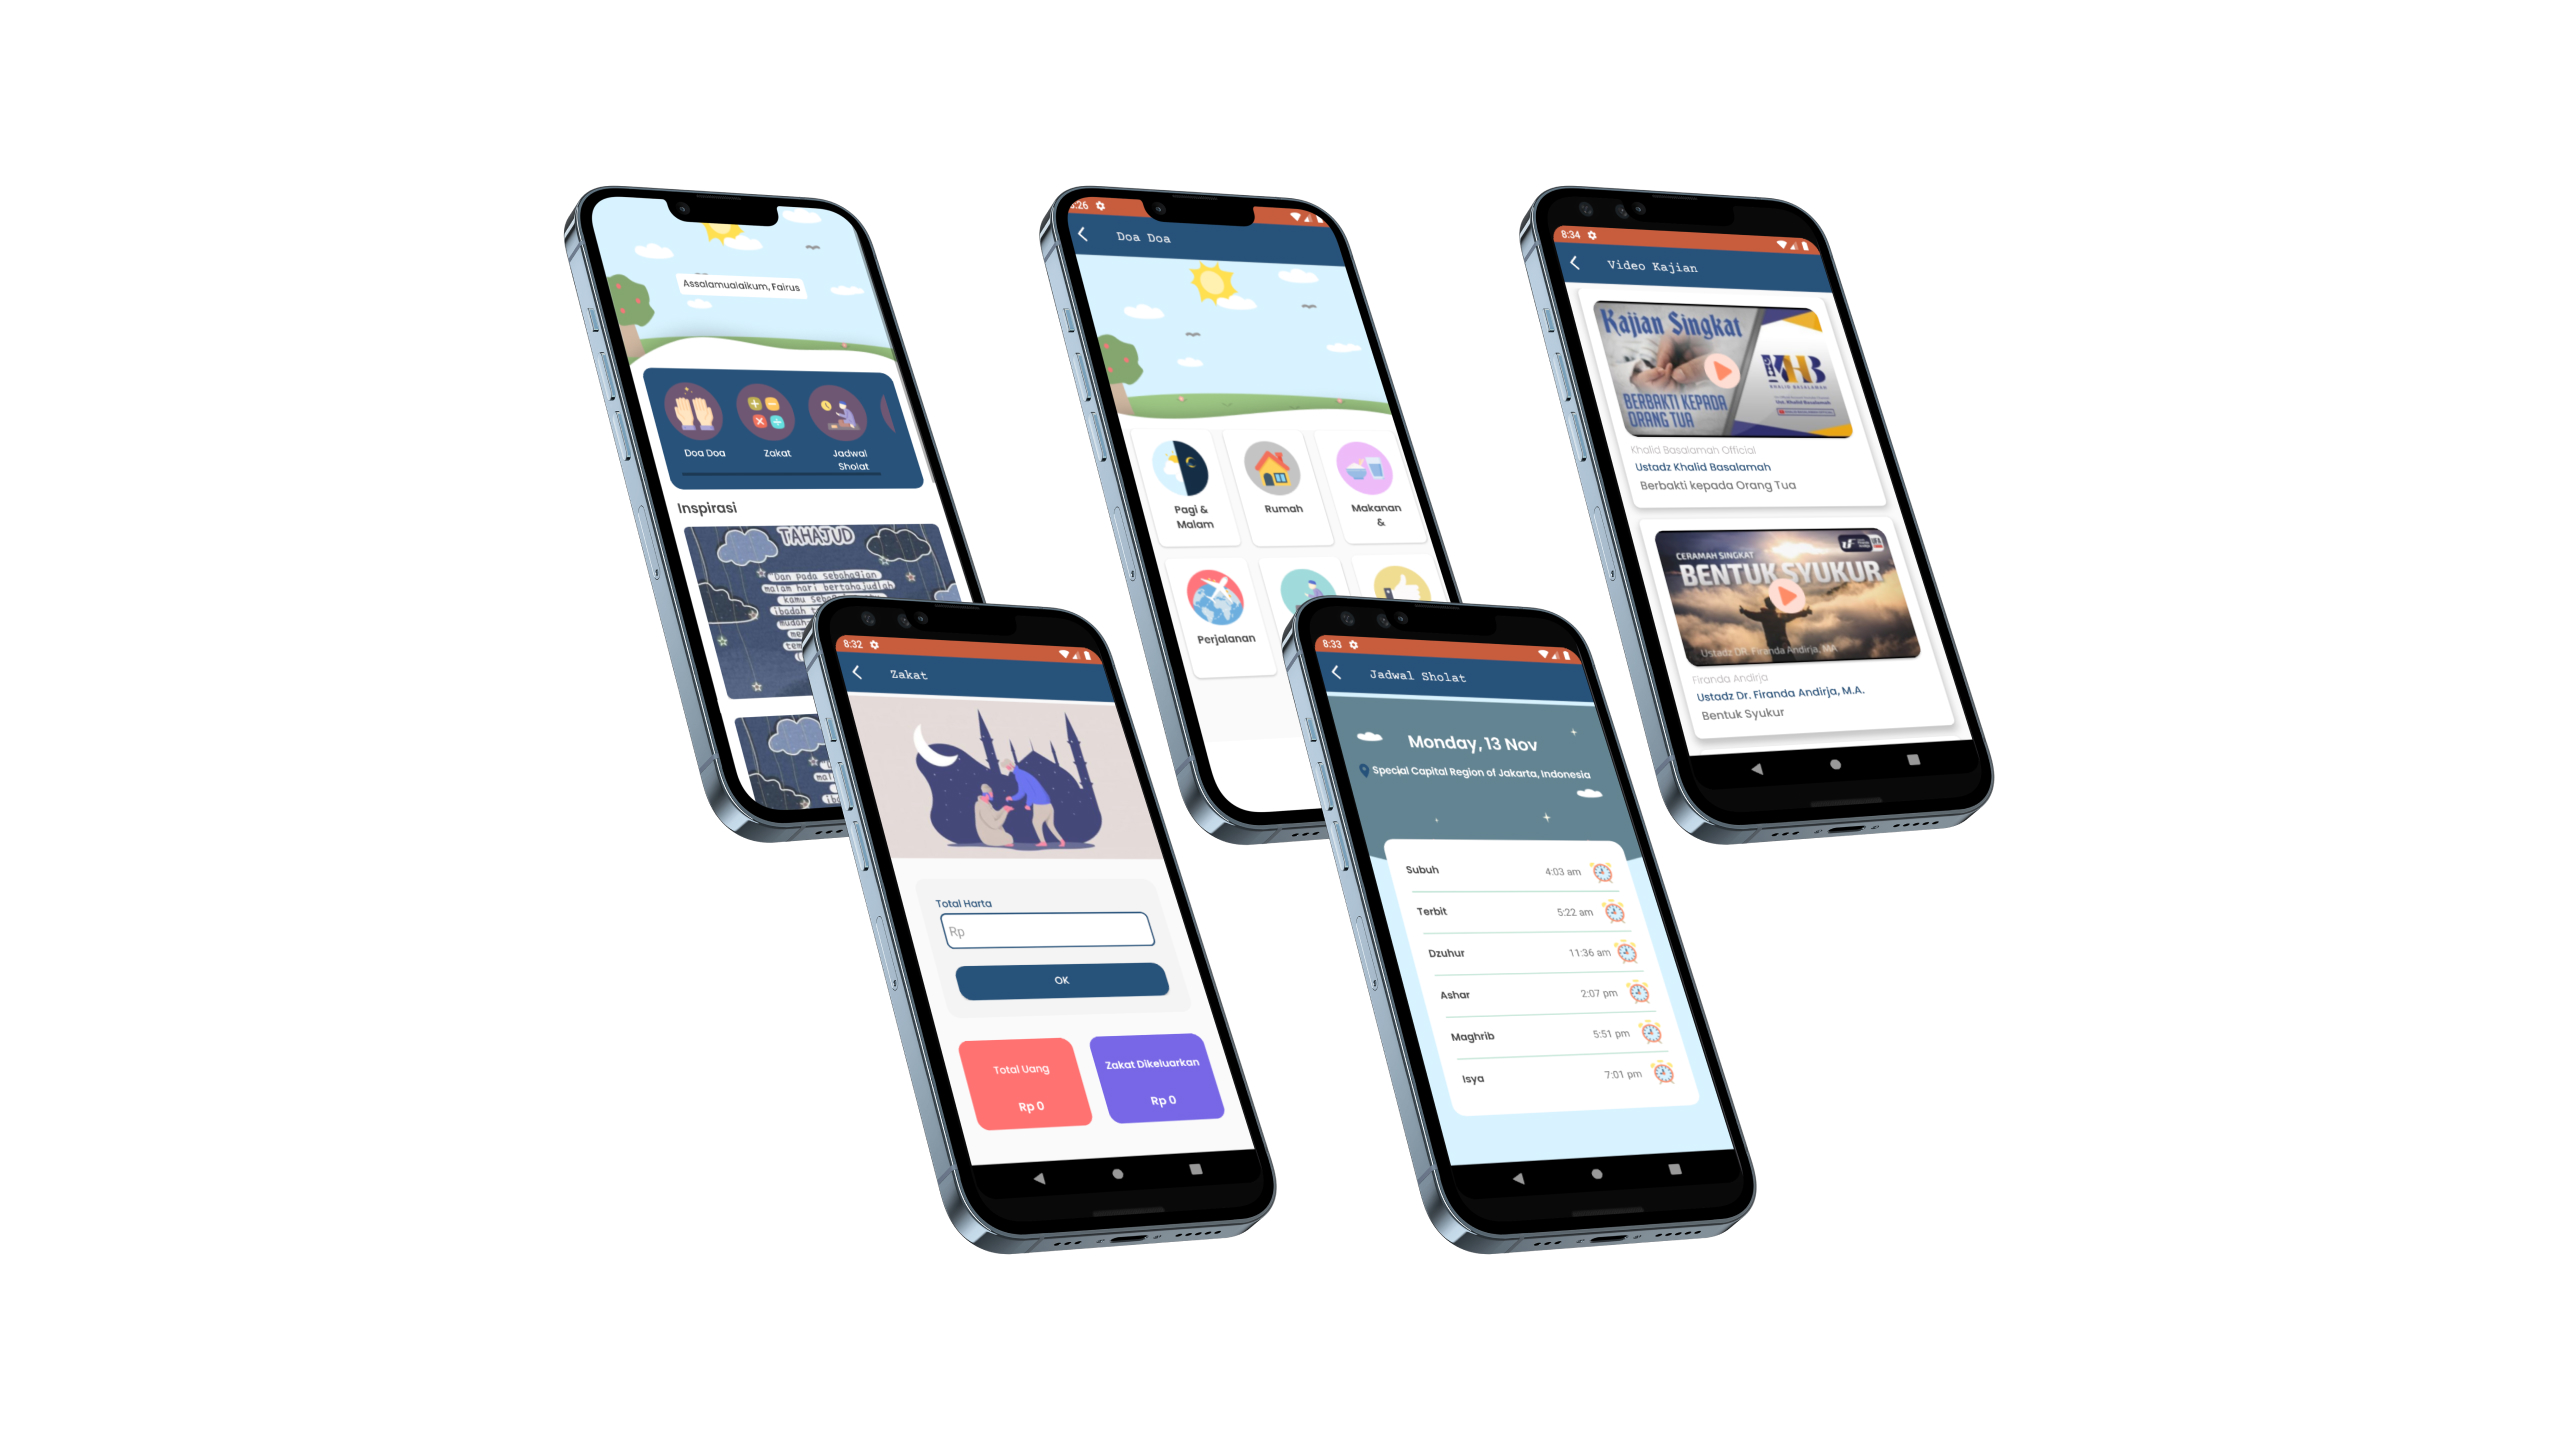 Assalamualaikum, Fairus
Doa Doa
Zakat
Jadwal
Sholat
Inspirasi
TAHAJUD
Dan pada sebahagian
malam hari bertahajudlah
kamu
ibadah
8:26
Doa Doa
Pagi &
Malam
Rumah
Makanan
&
Perjalanan
8:34
Video Kajian
Kajian Singkat
BERBAKTI KEPADA
ORANG TUA
KHB
KHALID BASALAMAH
Khalid Basalamah Official
Ustadz Khalid Basalamah
Berbakti kepada Orang Tua
CERAMAH SINGKAT
BENTUK SYUKUR
Ustadz DR. Firanda Andirja, MA
Firanda Andirja
Ustadz Dr. Firanda Andirja, M.A.
Bentuk Syukur
8:32
Zakat
Total Harta
Rp
OK
Total Uang
Rp 0
Zakat Dikeluarkan
Rp 0
8:33
Jadwal Sholat
Monday, 13 Nov
Special Capital Region of Jakarta, Indonesia
Subuh 4:03 am
Terbit 5:22 am
Dzuhur 11:36 am
Ashar 2:07 pm
Maghrib 5:51 pm
Isya 7:01 pm